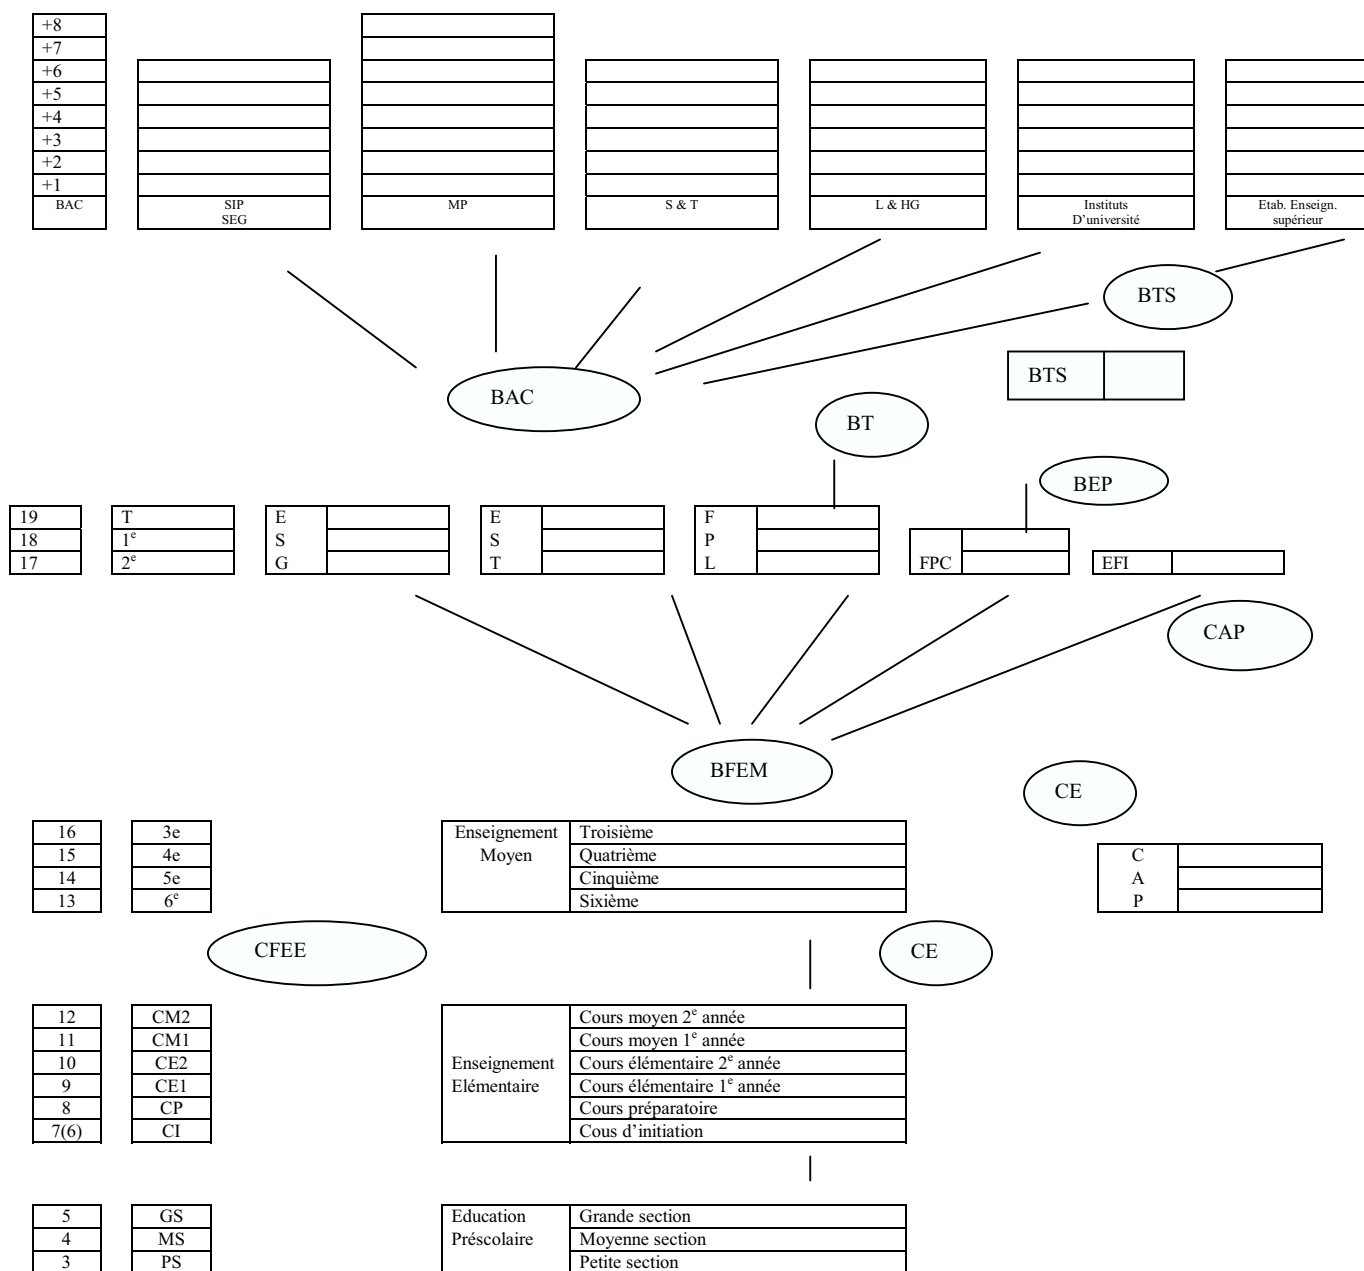 +8
+7
+6
+5
+4
+3
+2
+1
BAC
SIP
SEG
MP
S & T
L & HG
Instituts
D'université
Etab. Enseign.
supérieur
BTS
BTS
BAC
BT
BEP
19 T E E F
18 1e S S P
17 2e G T L FPC EFI
CAP
BFEM
CE
16 3e Enseignement Troisième
15 4e Moyen Quatrième C
14 5e Cinquième A
13 6e Sixième P
CFEE
CE
12 CM2 Cours moyen 2e année
11 CM1 Cours moyen 1e année
10 CE2 Enseignement Cours élémentaire 2e année
9 CE1 Elémentaire Cours élémentaire 1e année
8 CP Cours préparatoire
7(6) CI Cous d'initiation
5 GS Education Grande section
4 MS Préscolaire Moyenne section
3 PS Petite section